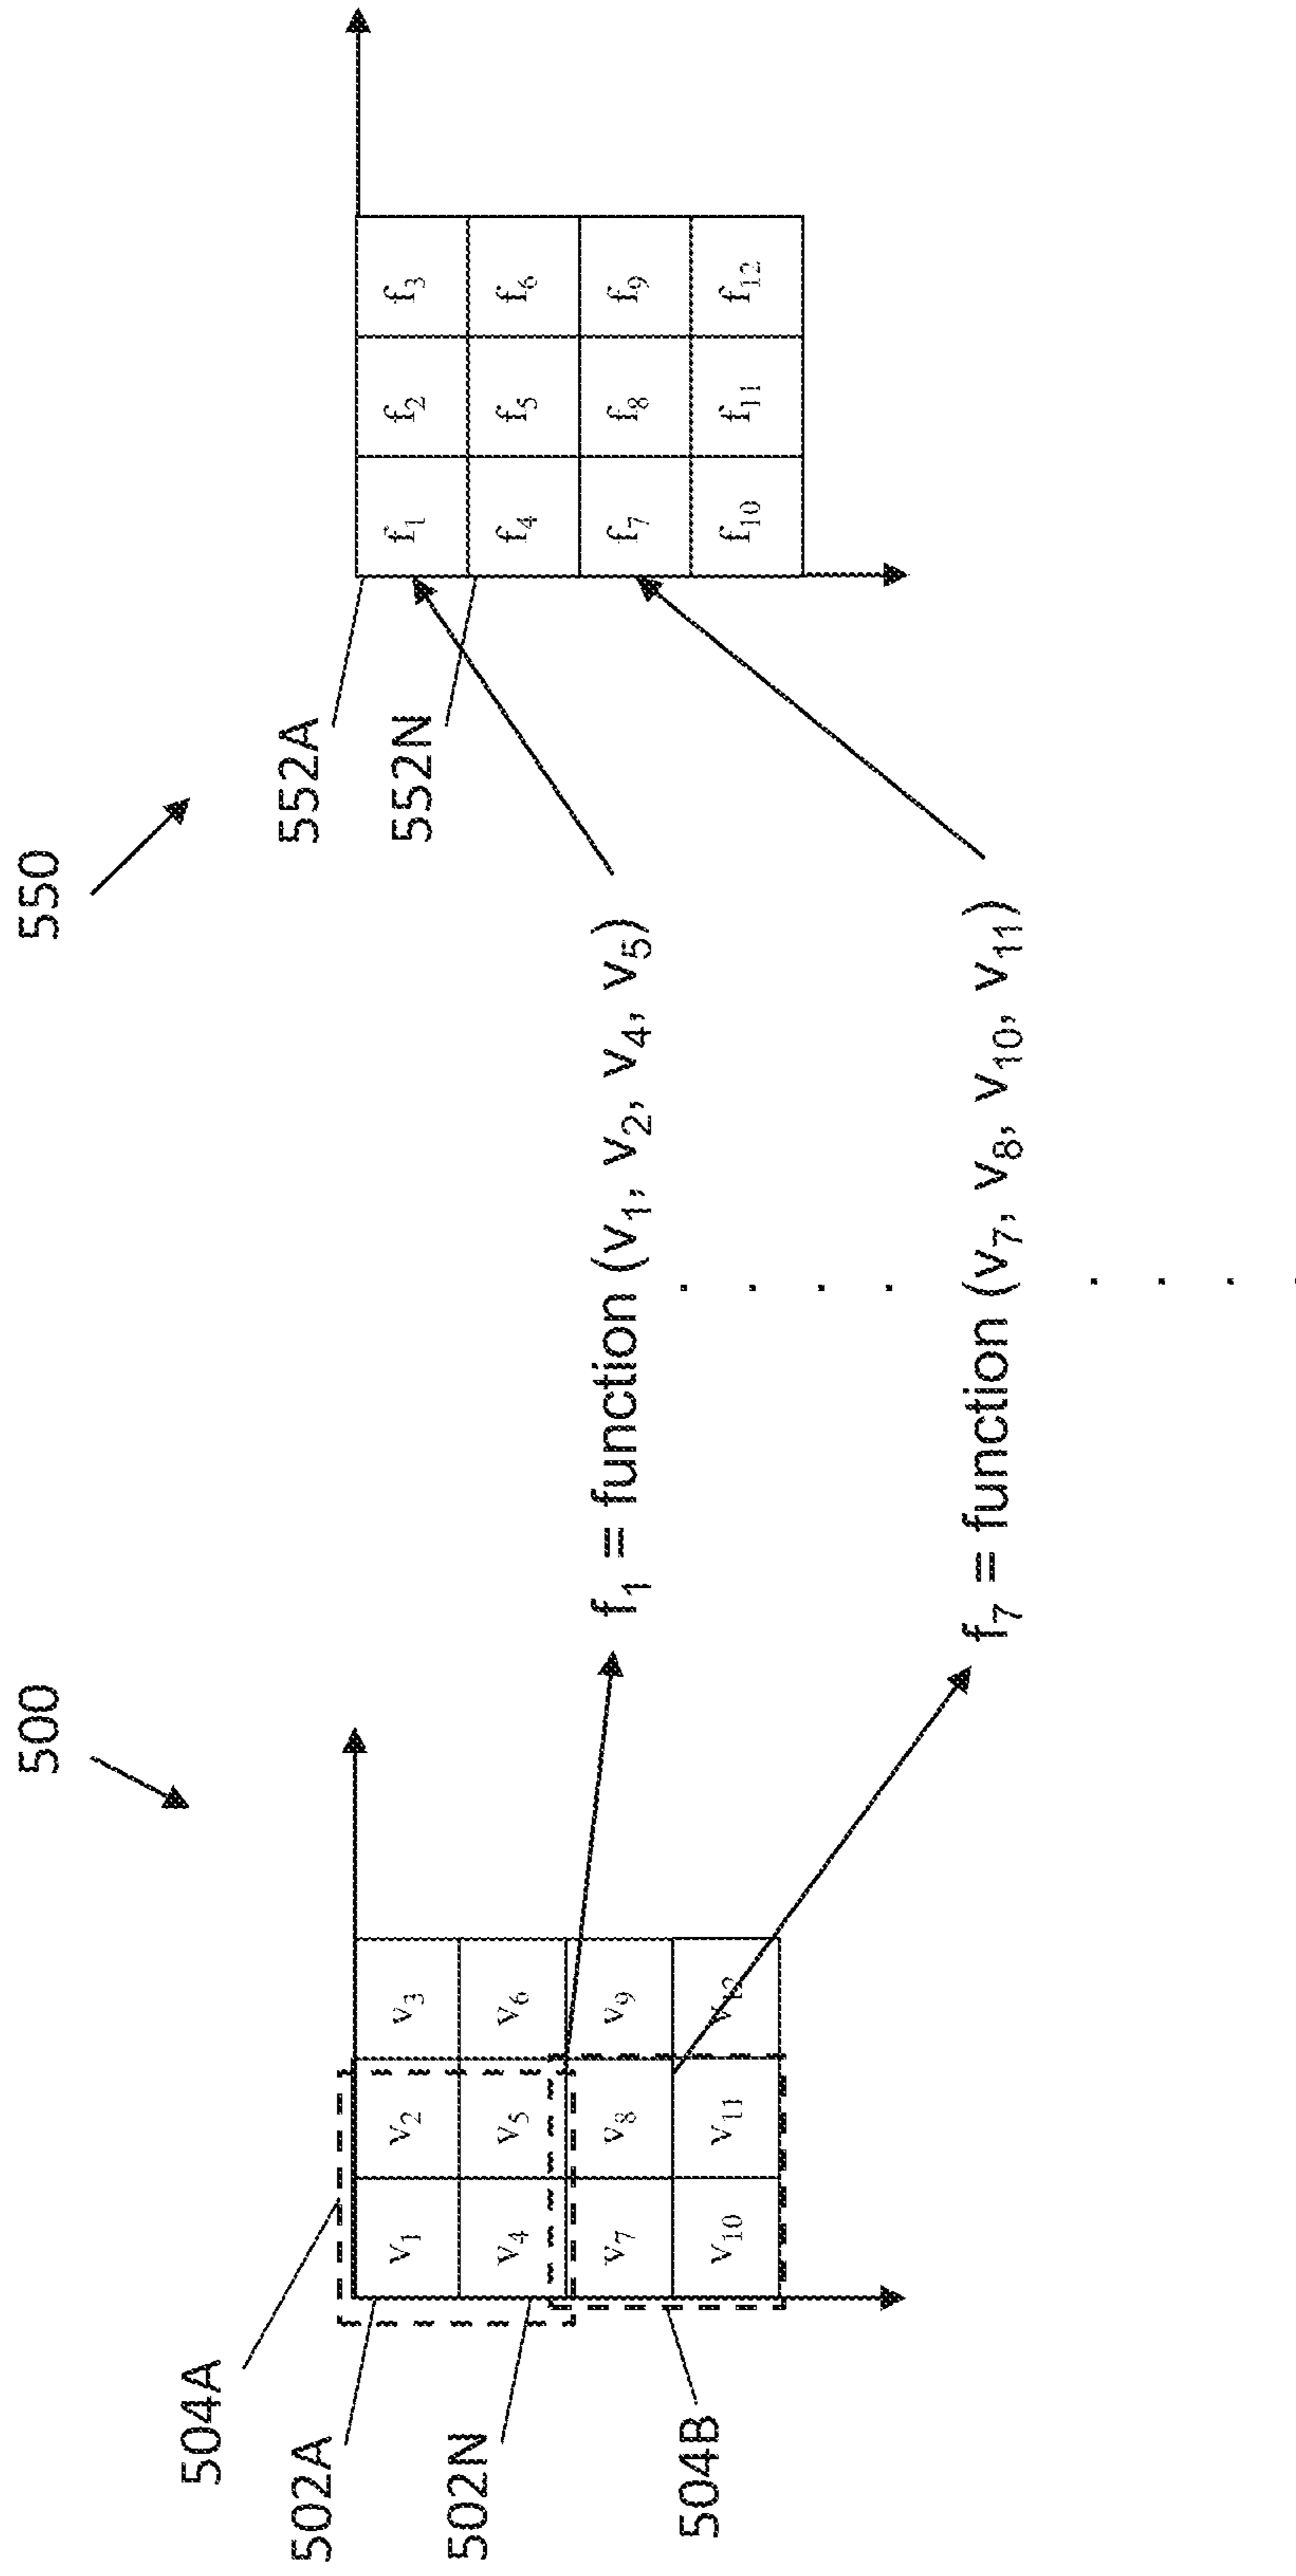 500
550
504A
502A
502N
504B
v1 v2 v3
v4 v5 v6
v7 v8 v9
v10 v11 v12
f1 = function (v1, v2, v4, v5)
f7 = function (v7, v8, v10, v11)
552A
552N
f1 f2 f3
f4 f5 f6
f7 f8 f9
f10 f11 f12